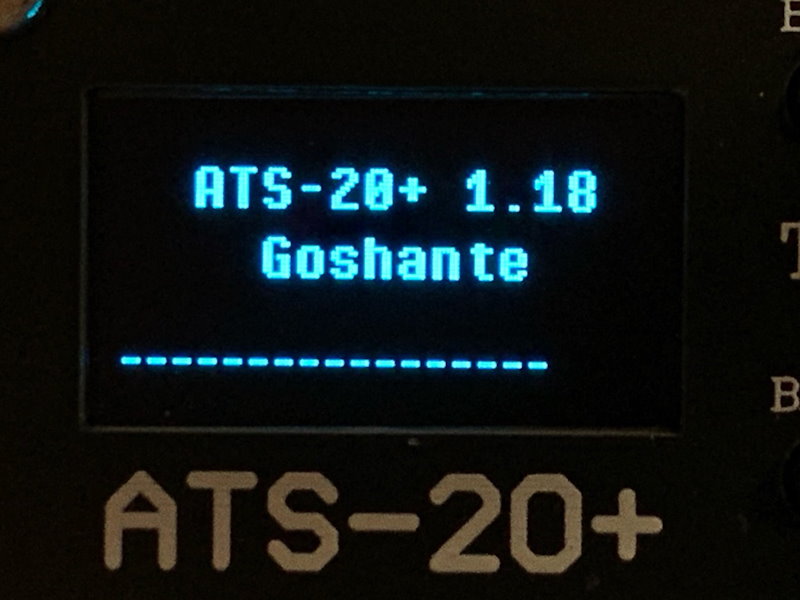 ATS-20+ 1.18
Goshante
-----------------
ATS-20+